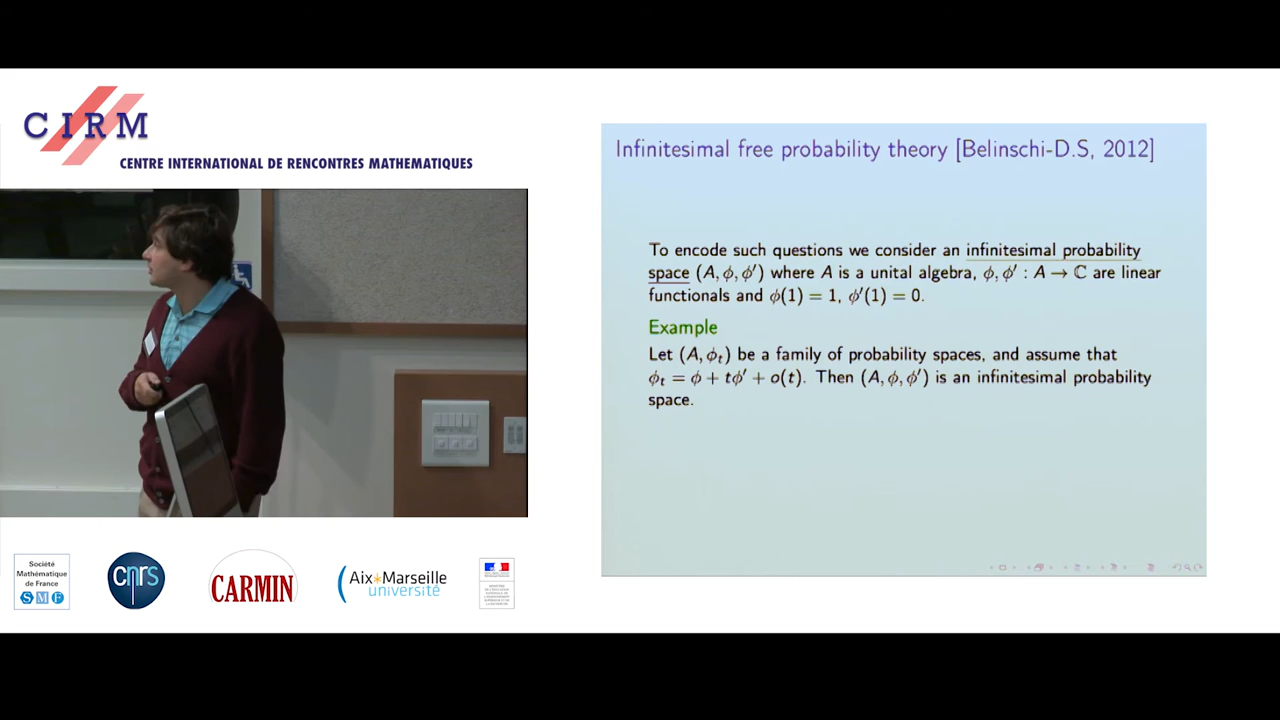 CIRM
CENTRE INTERNATIONAL DE RENCONTRES MATHEMATIQUES
Infinitesimal free probability theory [Belinschi-D.S, 2012]
To encode such questions we consider an infinitesimal probability
space (A, ϕ, ϕ′) where A is a unital algebra, ϕ, ϕ′ : A → ℂ are linear
functionals and ϕ(1) = 1, ϕ′(1) = 0.
Example
Let (A, ϕₜ) be a family of probability spaces, and assume that
ϕₜ = ϕ + tϕ′ + o(t). Then (A, ϕ, ϕ′) is an infinitesimal probability
space.
Société
Mathématique
de France
S M F
cnrs
CARMIN
Aix*Marseille
université